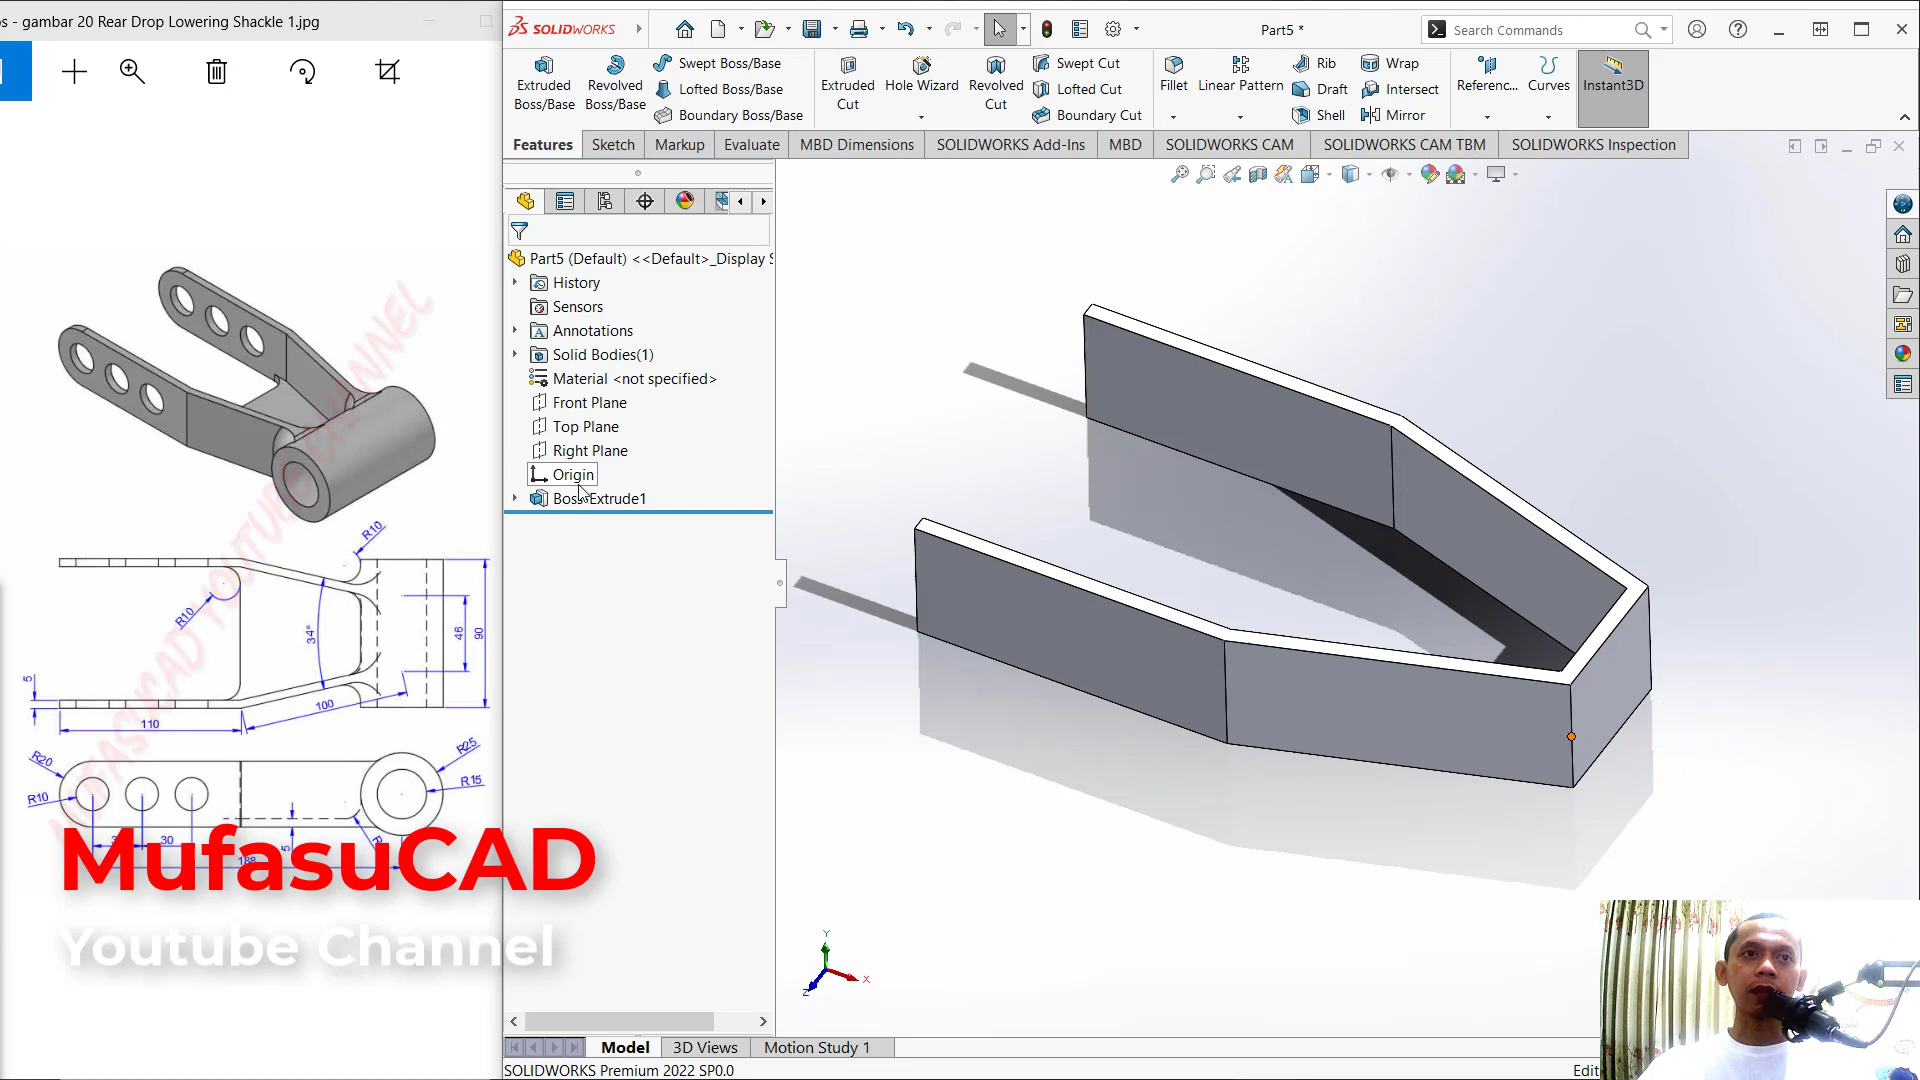 s - gambar 20 Rear Drop Lowering Shackle 1.jpg
SOLIDWORKS
Part5 *
Search Commands
Extruded Boss/Base
Revolved Boss/Base
Swept Boss/Base
Lofted Boss/Base
Boundary Boss/Base
Extruded Cut
Hole Wizard
Revolved Cut
Swept Cut
Lofted Cut
Boundary Cut
Fillet
Linear Pattern
Rib
Draft
Shell
Wrap
Intersect
Mirror
Referenc...
Curves
Instant3D
Features
Sketch
Markup
Evaluate
MBD Dimensions
SOLIDWORKS Add-Ins
MBD
SOLIDWORKS CAM
SOLIDWORKS CAM TBM
SOLIDWORKS Inspection
Part5 (Default) <<Default>_Display S
History
Sensors
Annotations
Solid Bodies(1)
Material <not specified>
Front Plane
Top Plane
Right Plane
Origin
Boss-Extrude1
MUFASUCAD YOUTUBE CHANNEL
R10
R10
34°
46
90
5
100
110
R20
R25
R10
R15
30
5
188
MufasuCAD
Youtube Channel
Y
X
Z
Model
3D Views
Motion Study 1
SOLIDWORKS Premium 2022 SP0.0
Edit